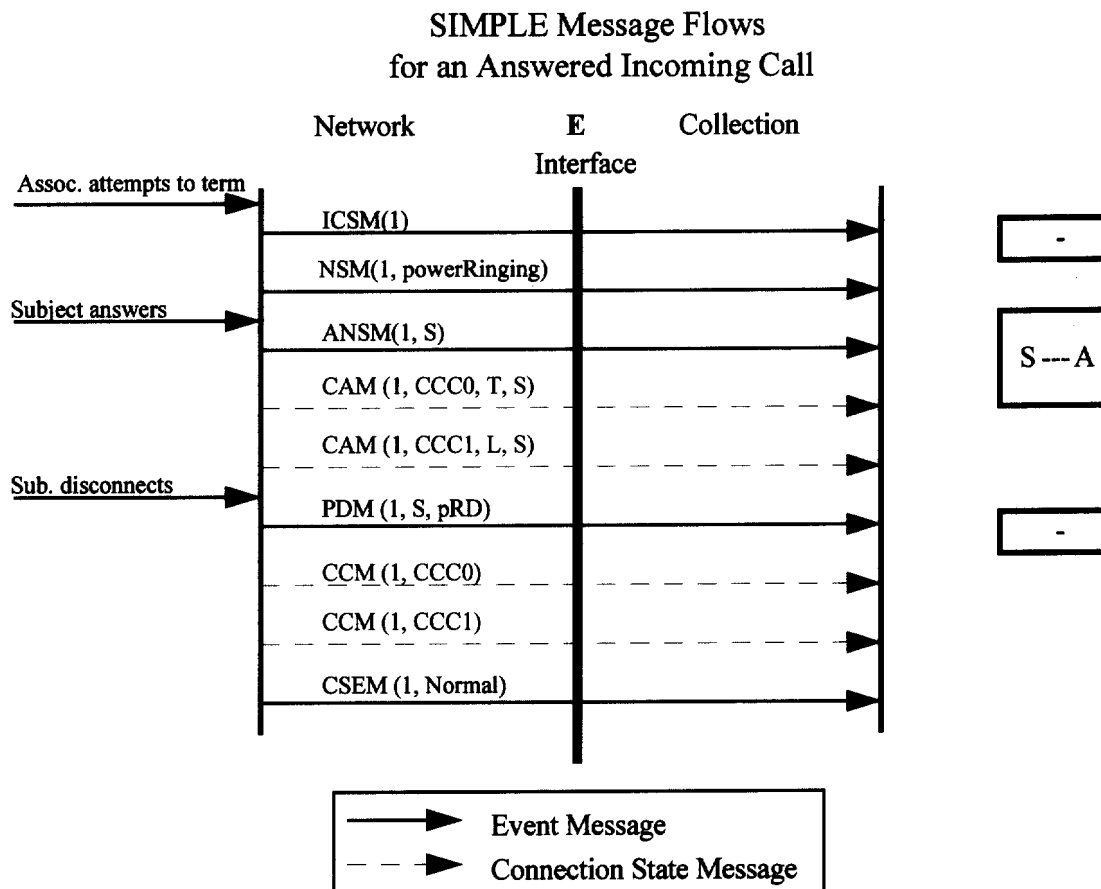 SIMPLE Message Flows
for an Answered Incoming Call
Network E Collection
Interface
Assoc. attempts to term
ICSM(1)
-
NSM(1, powerRinging)
Subject answers
ANSM(1, S)
S --- A
CAM (1, CCC0, T, S)
CAM (1, CCC1, L, S)
Sub. disconnects
PDM (1, S, pRD)
-
CCM (1, CCC0)
CCM (1, CCC1)
CSEM (1, Normal)
Event Message
Connection State Message